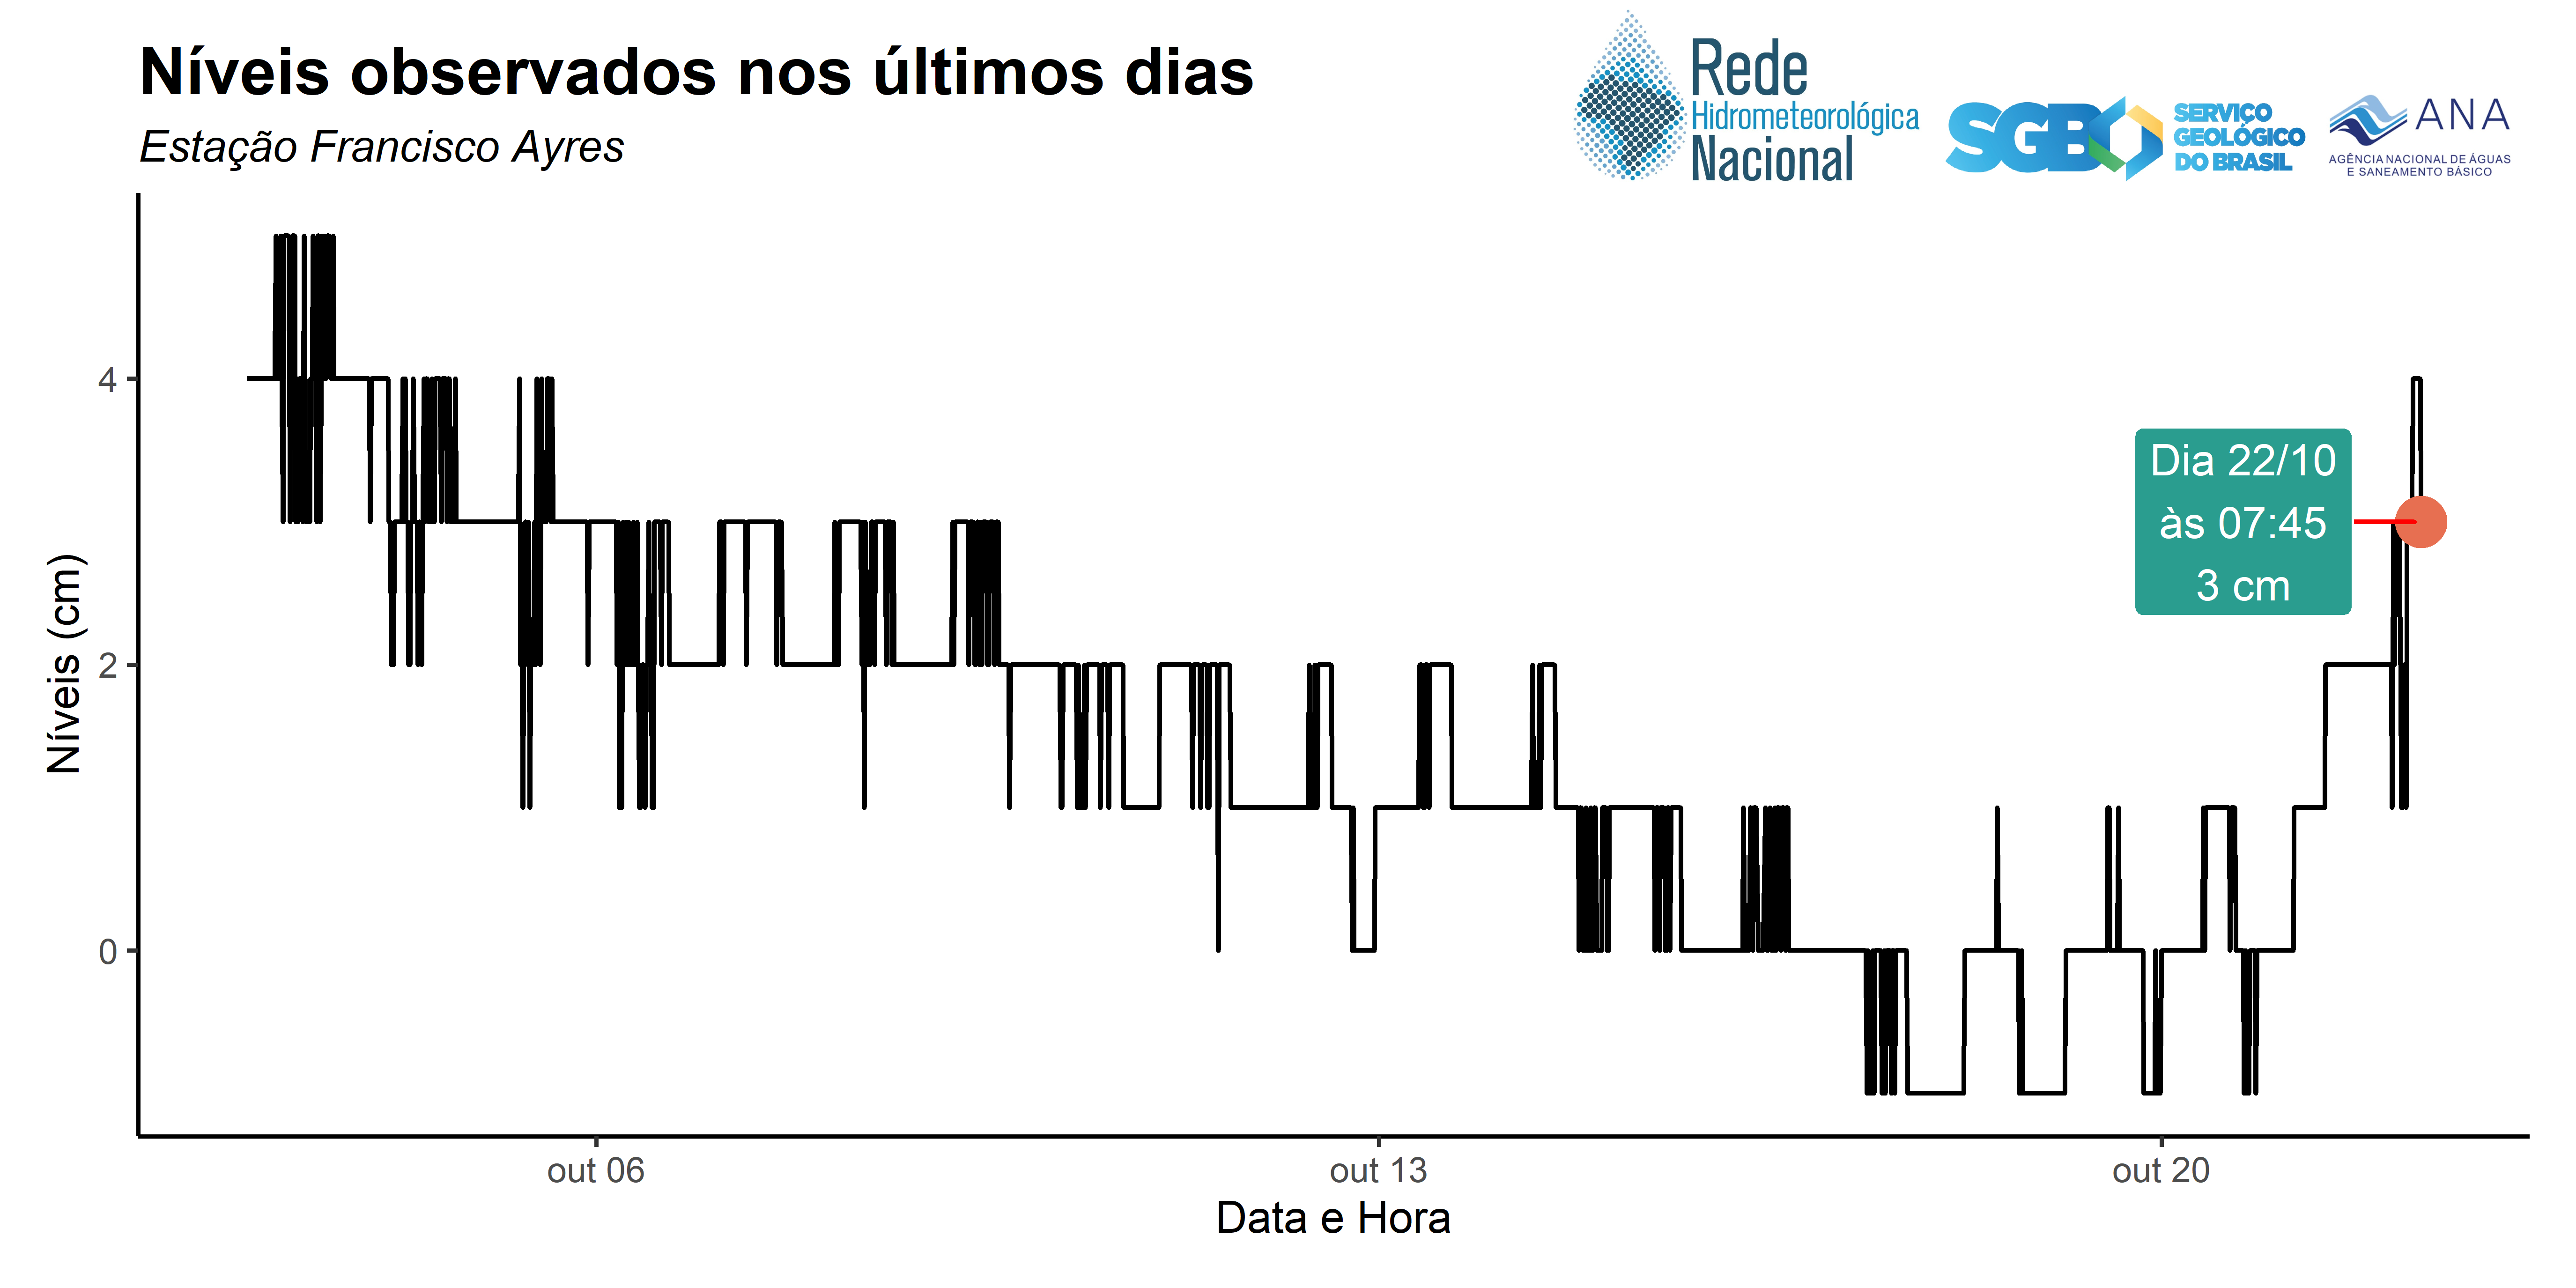 Níveis observados nos últimos dias
Estação Francisco Ayres
Rede
Hidrometeorológica
Nacional
SGB
SERVIÇO
GEOLÓGICO
DO BRASIL
ANA
AGÊNCIA NACIONAL DE ÁGUAS
E SANEAMENTO BÁSICO
Níveis (cm)
4
2
0
Dia 22/10
às 07:45
3 cm
out 06
out 13
out 20
Data e Hora